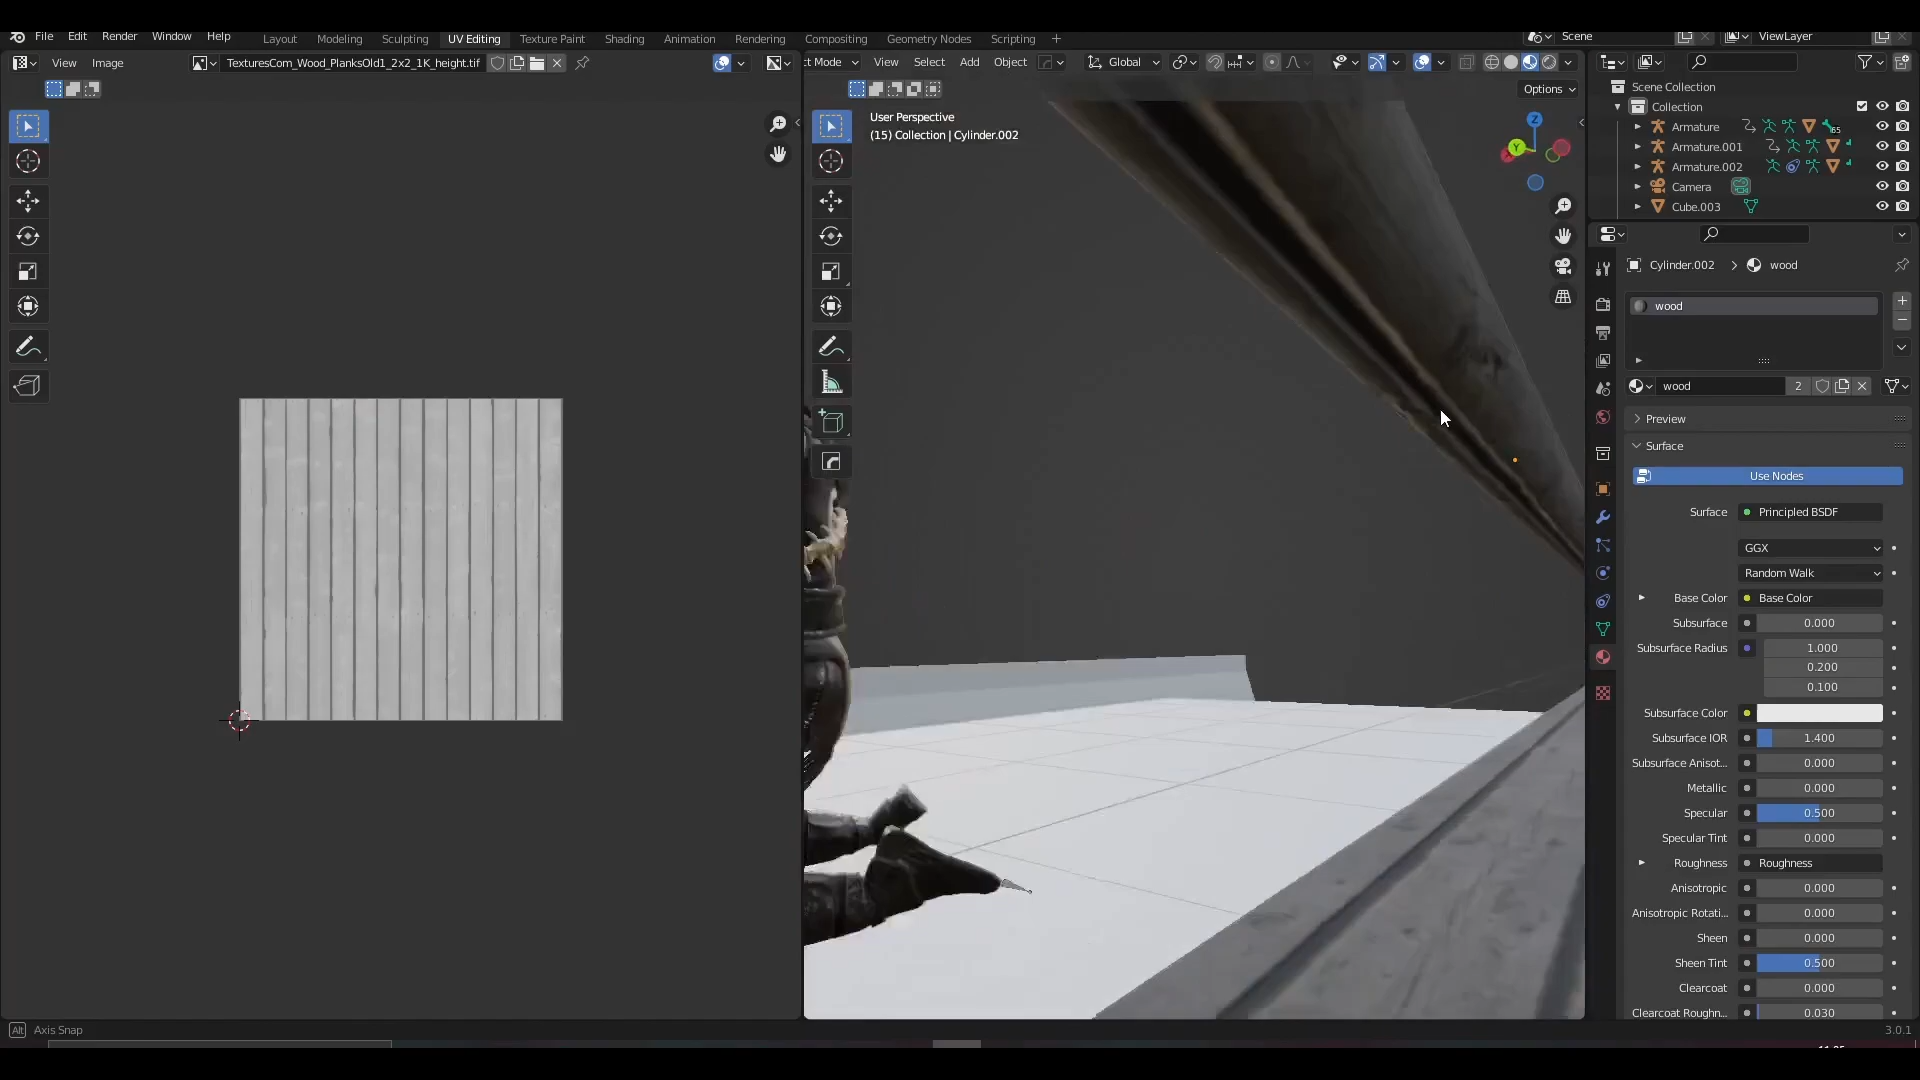 File Edit Render Window Help
Layout Modeling Sculpting UV Editing Texture Paint Shading Animation Rendering Compositing Geometry Nodes Scripting +
Scene ViewLayer
View Image TexturesCom_Wood_PlanksOld1_2x2_1K_height.tif
ct Mode View Select Add Object Global
Options
User Perspective
(15) Collection | Cylinder.002
Z
Y
Scene Collection
Collection
Armature 65
Armature.001
Armature.002
Camera
Cube.003
Cylinder.002 > wood
wood
wood 2
Preview
Surface
Use Nodes
Surface Principled BSDF
GGX
Random Walk
Base Color Base Color
Subsurface 0.000
Subsurface Radius 1.000
0.200
0.100
Subsurface Color
Subsurface IOR 1.400
Subsurface Anisot... 0.000
Metallic 0.000
Specular 0.500
Specular Tint 0.000
Roughness Roughness
Anisotropic 0.000
Anisotropic Rotati... 0.000
Sheen 0.000
Sheen Tint 0.500
Clearcoat 0.000
Clearcoat Roughn... 0.030
Alt Axis Snap
3.0.1